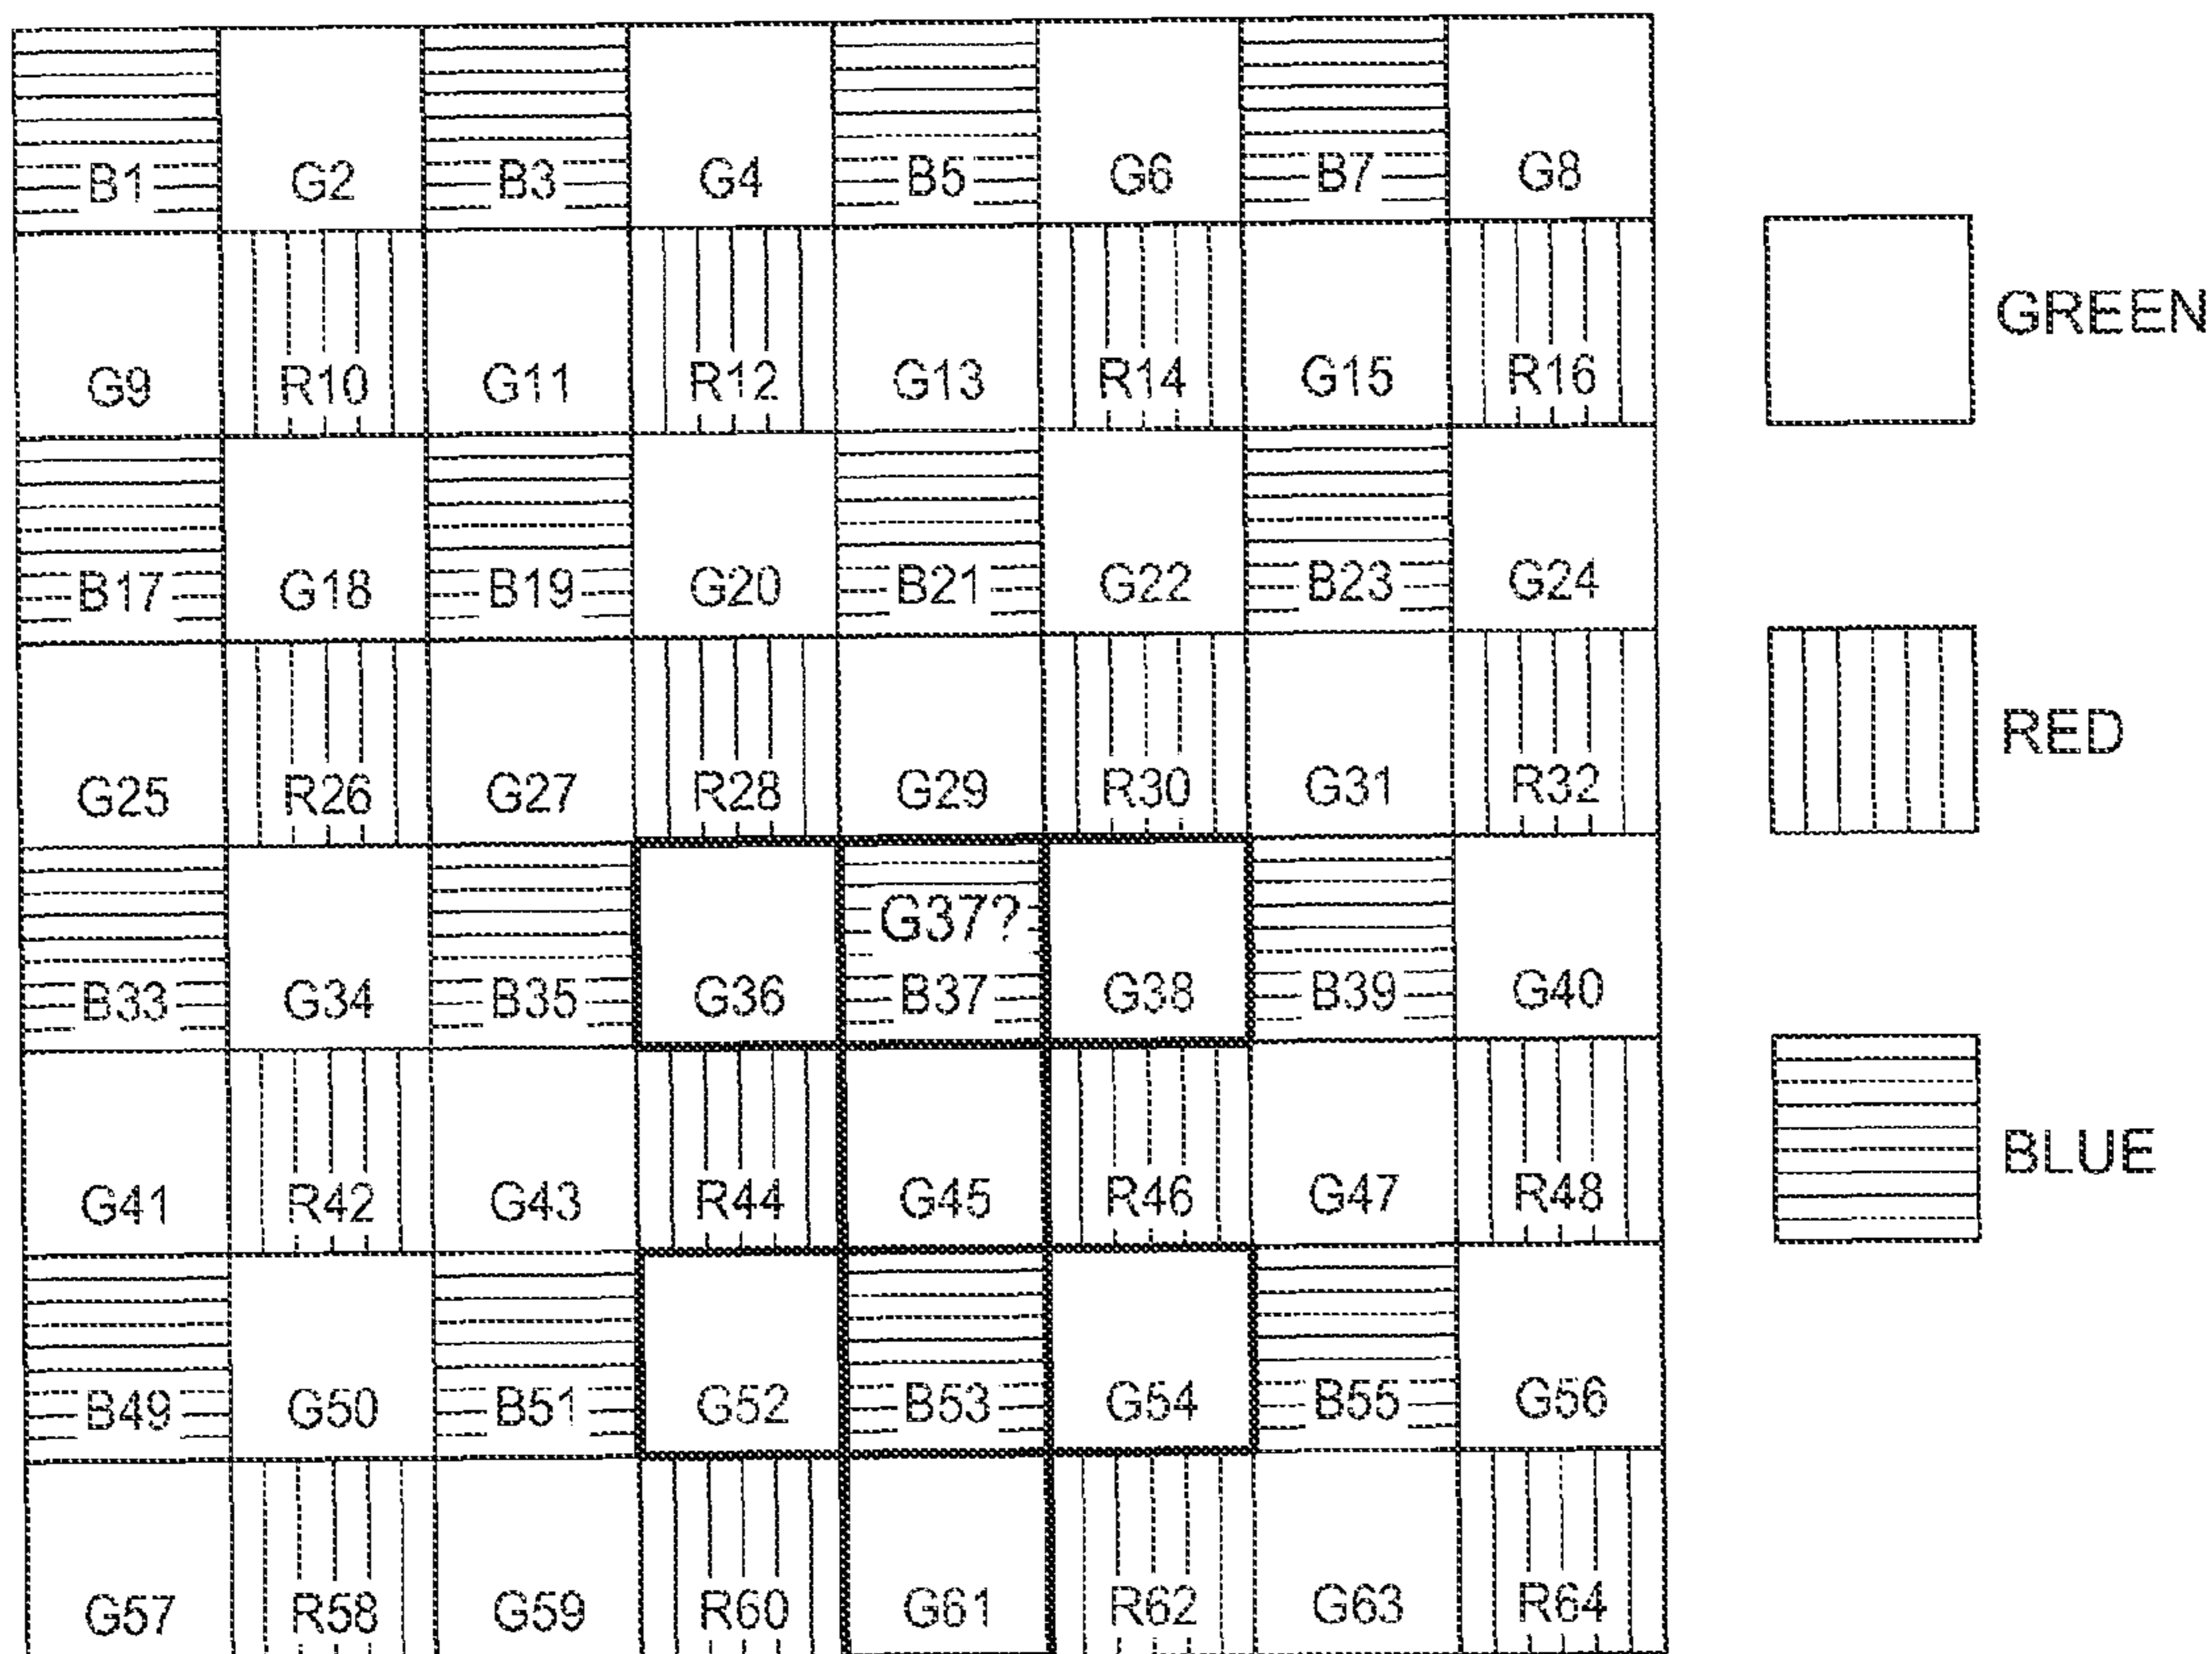 B1 G2 B3 G4 B5 G6 B7 G8
G9 R10 G11 R12 G13 R14 G15 R16
GREEN
B17 G18 B19 G20 B21 G22 B23 G24
G25 R26 G27 R28 G29 R30 G31 R32
RED
G37?
B33 G34 B35 G36 B37 G38 B39 G40
G41 R42 G43 R44 G45 R46 G47 R48
BLUE
B49 G50 B51 G52 B53 G54 B55 G56
G57 R58 G59 R60 G61 R62 G63 R64